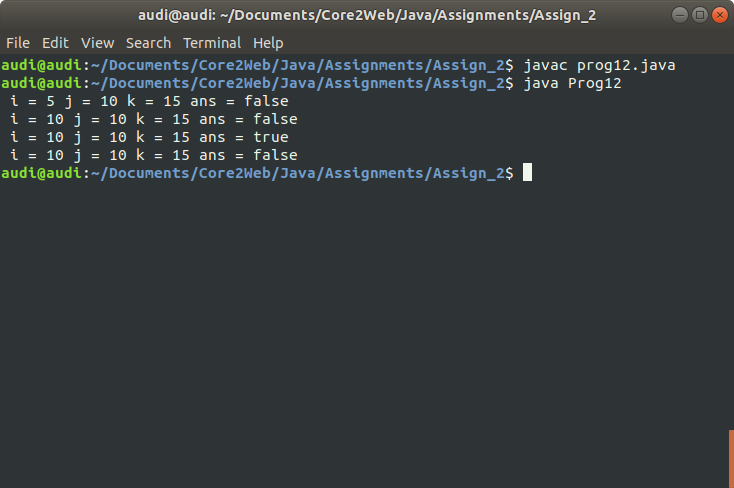 audi@audi: ~/Documents/Core2Web/Java/Assignments/Assign_2
File Edit View Search Terminal Help
audi@audi:~/Documents/Core2Web/Java/Assignments/Assign_2$ javac prog12.java
audi@audi:~/Documents/Core2Web/Java/Assignments/Assign_2$ java Prog12
i = 5 j = 10 k = 15 ans = false
i = 10 j = 10 k = 15 ans = false
i = 10 j = 10 k = 15 ans = true
i = 10 j = 10 k = 15 ans = false
audi@audi:~/Documents/Core2Web/Java/Assignments/Assign_2$